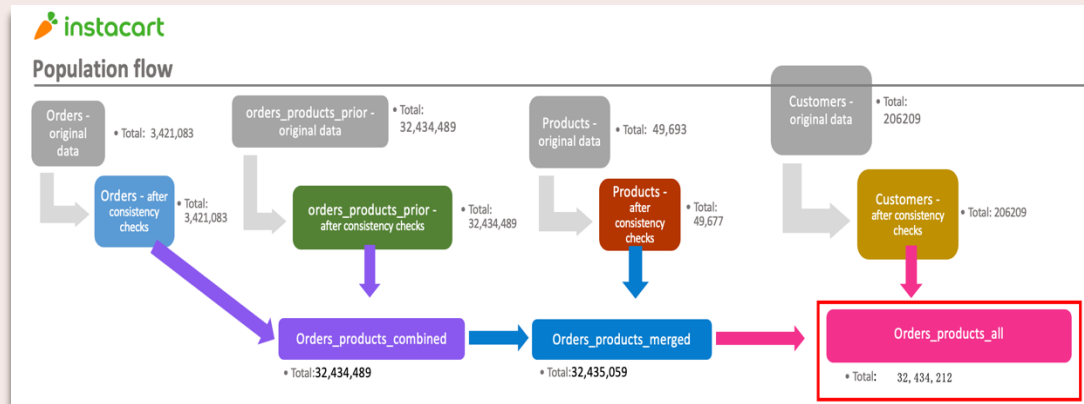 instacart
Population flow
Orders -
original
data
• Total: 3,421,083
orders_products_prior -
original data
• Total:
32,434,489
Products -
original data
• Total: 49,693
Customers -
original data
• Total:
206209
Orders - after
consistency
checks
• Total:
3,421,083
orders_products_prior -
after consistency checks
• Total:
32,434,489
Products -
after
consistency
checks
• Total:
49,677
Customers -
after consistency
checks
• Total: 206209
Orders_products_combined
• Total:32,434,489
Orders_products_merged
• Total:32,435,059
Orders_products_all
• Total: 32,434,212